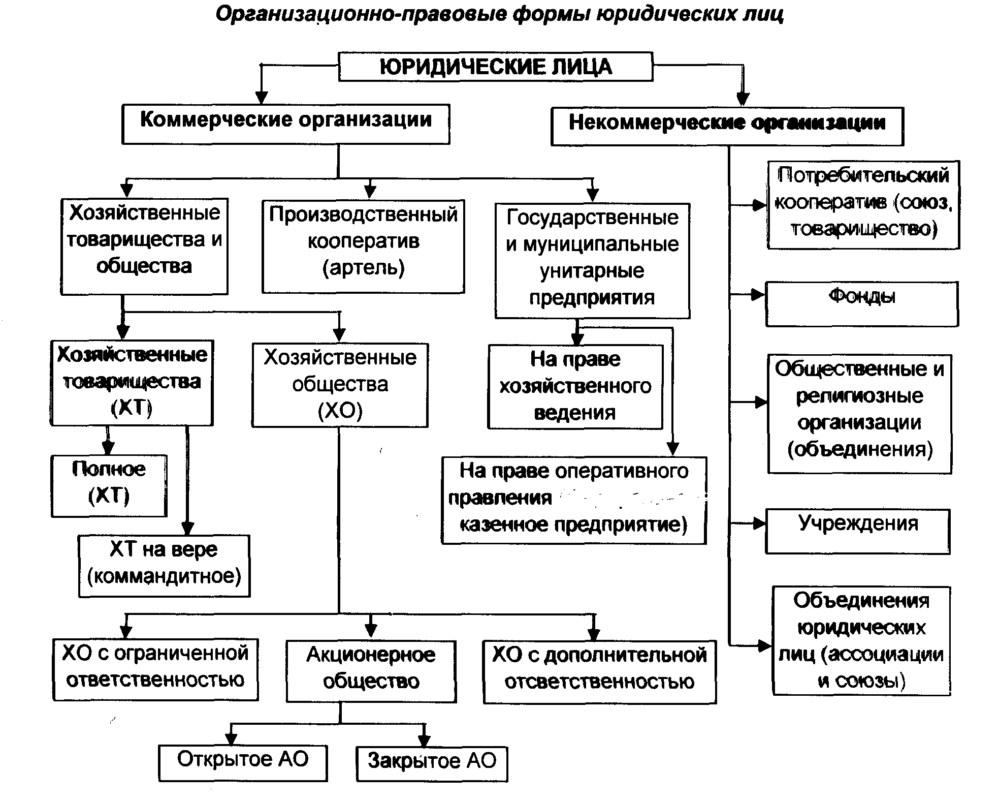 Организационно-правовые формы юридических лиц
ЮРИДИЧЕСКИЕ ЛИЦА
Коммерческие организации
Некоммерческие организации
Хозяйственные
товарищества и
общества
Производственный
кооператив
(артель)
Государственные
и муниципальные
унитарные
предприятия
Потребительский
кооператив (союз,
товарищество)
Фонды
Общественные и
религиозные
организации
(объединения)
Учреждения
Объединения
юридических
лиц (ассоциации
и союзы)
Хозяйственные
товарищества
(ХТ)
Хозяйственные
общества
(ХО)
На праве
хозяйственного
ведения
Полное
(ХТ)
На праве оперативного
правления
казенное предприятие)
ХТ на вере
(коммандитное)
ХО с ограниченной
ответственностью
Акционерное
общество
ХО с дополнительной
отсветственностью
Открытое АО
Закрытое АО